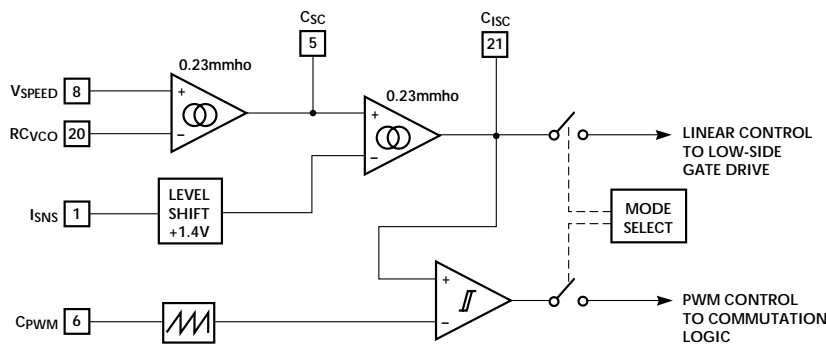 CSC
5
CISC
21
0.23mmho
0.23mmho
VSPEED 8
+
RCVCO 20
−
+
−
LINEAR CONTROL
TO LOW-SIDE
GATE DRIVE
ISNS 1
LEVEL
SHIFT
+1.4V
MODE
SELECT
+
−
CPWM 6
PWM CONTROL
TO COMMUTATION
LOGIC